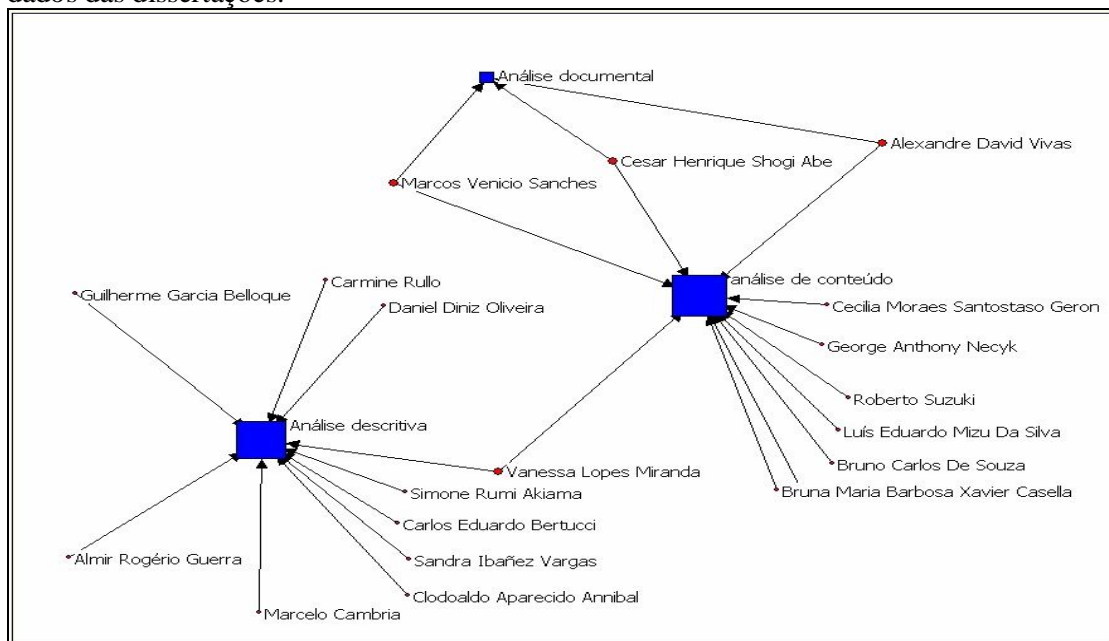 dados das dissertações.
Análise documental
Alexandre David Vivas
Cesar Henrique Shogi Abe
Marcos Venicio Sanches
análise de conteúdo
Carmine Rullo
Guilherme Garcia Belloque
Daniel Diniz Oliveira
Cecilia Moraes Santostaso Geron
George Anthony Necyk
Roberto Suzuki
Análise descritiva
Luís Eduardo Mizu Da Silva
Bruno Carlos De Souza
Vanessa Lopes Miranda
Simone Rumi Akiama
Bruna Maria Barbosa Xavier Casella
Carlos Eduardo Bertucci
Almir Rogério Guerra
Sandra Ibañez Vargas
Clodoaldo Aparecido Annibal
Marcelo Cambria